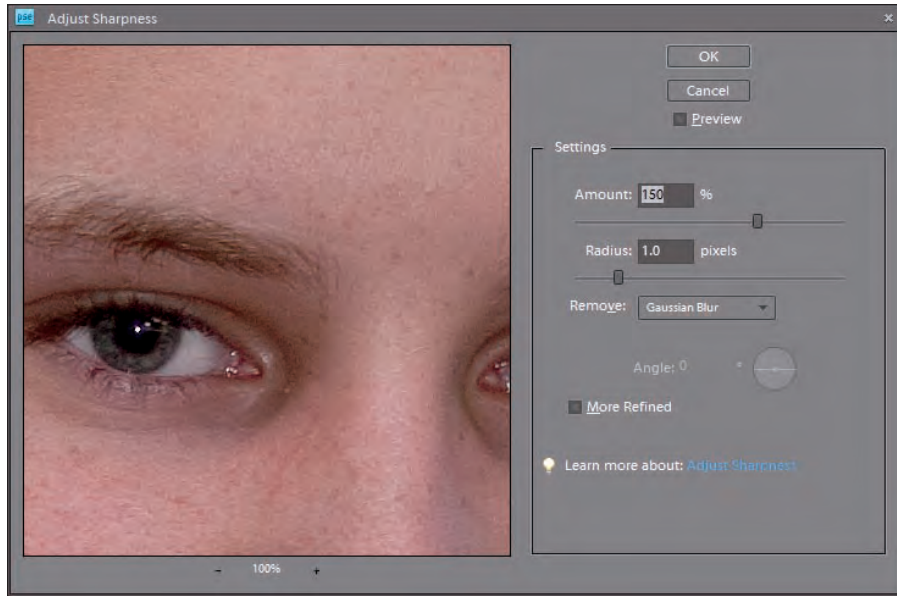 pse Adjust Sharpness x
OK
Cancel
Preview
Settings
Amount: 150 %
Radius: 1.0 pixels
Remove: Gaussian Blur
Angle: 0 °
More Refined
Learn more about: Adjust Sharpness
- 100% +